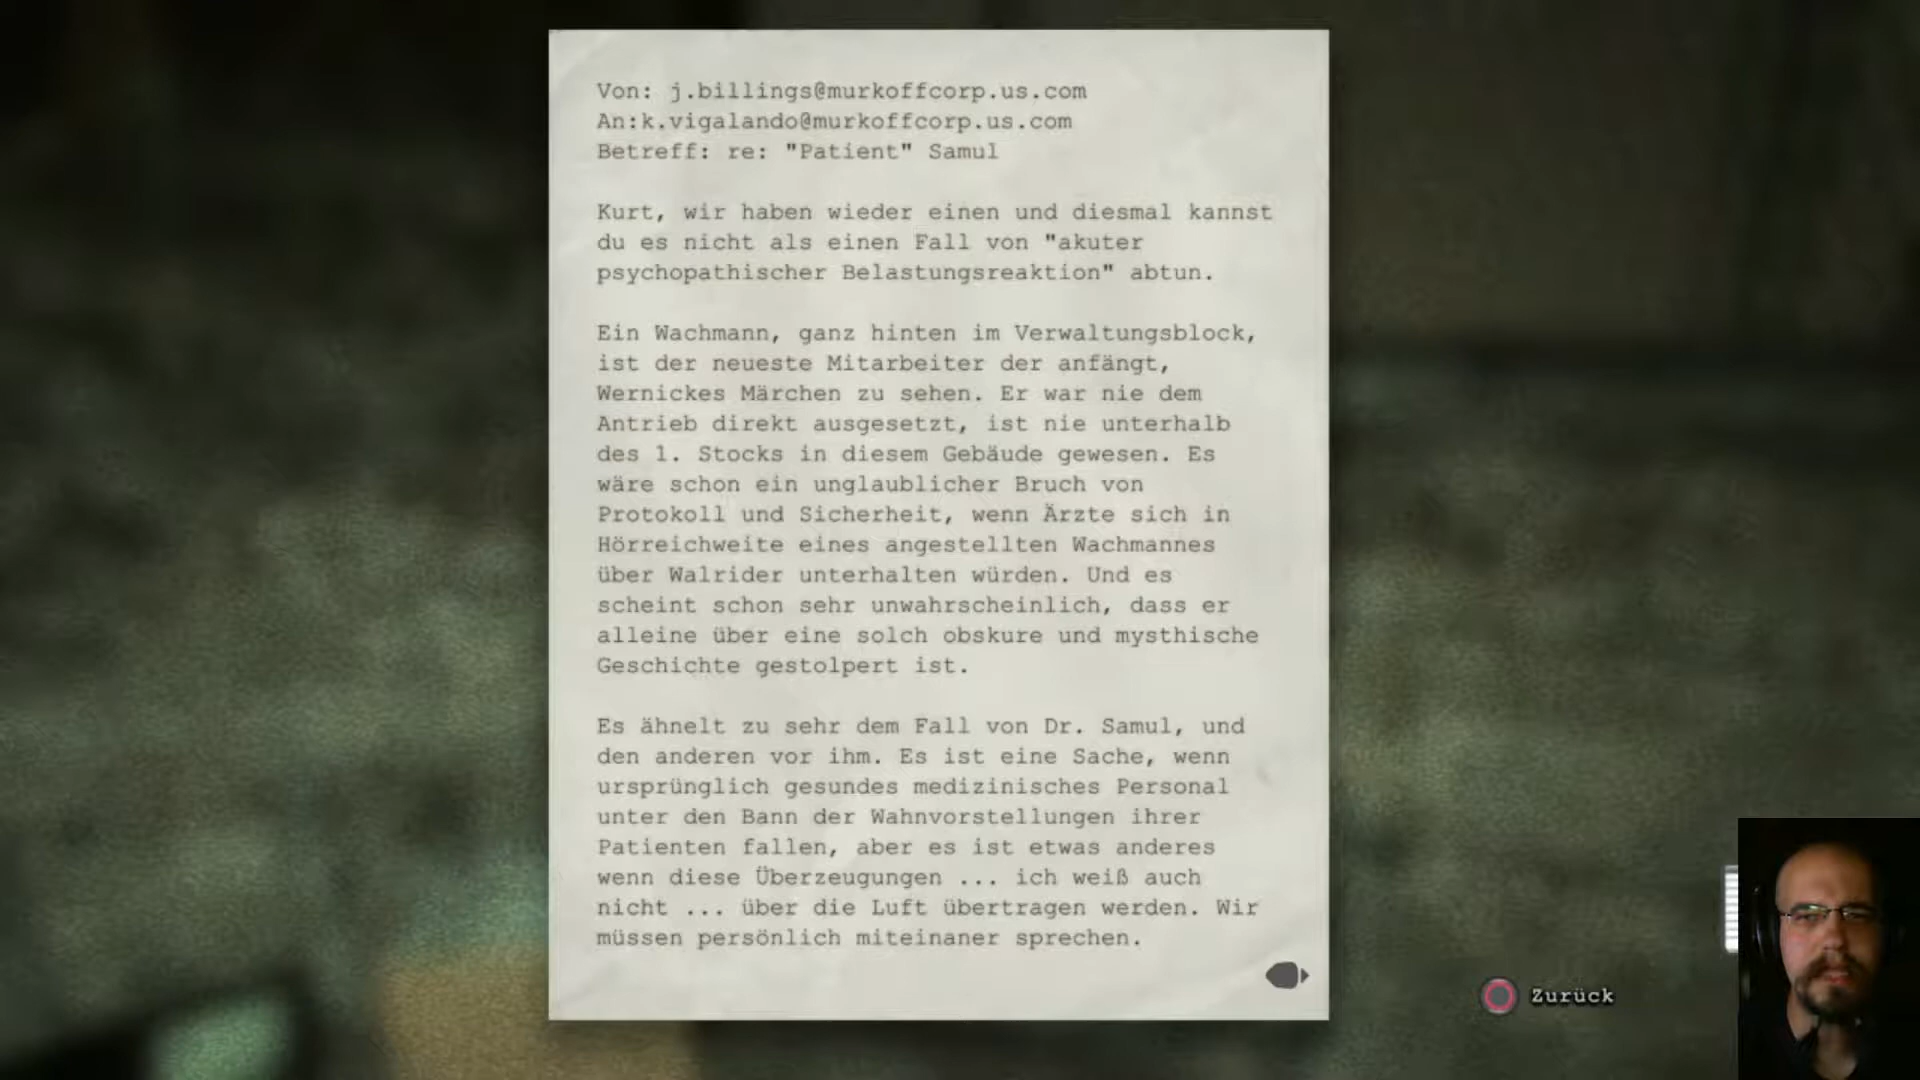 Von: j.billings@murkoffcorp.us.com
An:k.vigalando@murkoffcorp.us.com
Betreff: re: "Patient" Samul
Kurt, wir haben wieder einen und diesmal kannst
du es nicht als einen Fall von "akuter
psychopathischer Belastungsreaktion" abtun.
Ein Wachmann, ganz hinten im Verwaltungsblock,
ist der neueste Mitarbeiter der anfängt,
Wernickes Märchen zu sehen. Er war nie dem
Antrieb direkt ausgesetzt, ist nie unterhalb
des 1. Stocks in diesem Gebäude gewesen. Es
wäre schon ein unglaublicher Bruch von
Protokoll und Sicherheit, wenn Ärzte sich in
Hörreichweite eines angestellten Wachmannes
über Walrider unterhalten würden. Und es
scheint schon sehr unwahrscheinlich, dass er
alleine über eine solch obskure und mysthische
Geschichte gestolpert ist.
Es ähnelt zu sehr dem Fall von Dr. Samul, und
den anderen vor ihm. Es ist eine Sache, wenn
ursprünglich gesundes medizinisches Personal
unter den Bann der Wahnvorstellungen ihrer
Patienten fallen, aber es ist etwas anderes
wenn diese Überzeugungen ... ich weiß auch
nicht ... über die Luft übertragen werden. Wir
müssen persönlich miteinaner sprechen.
Zurück